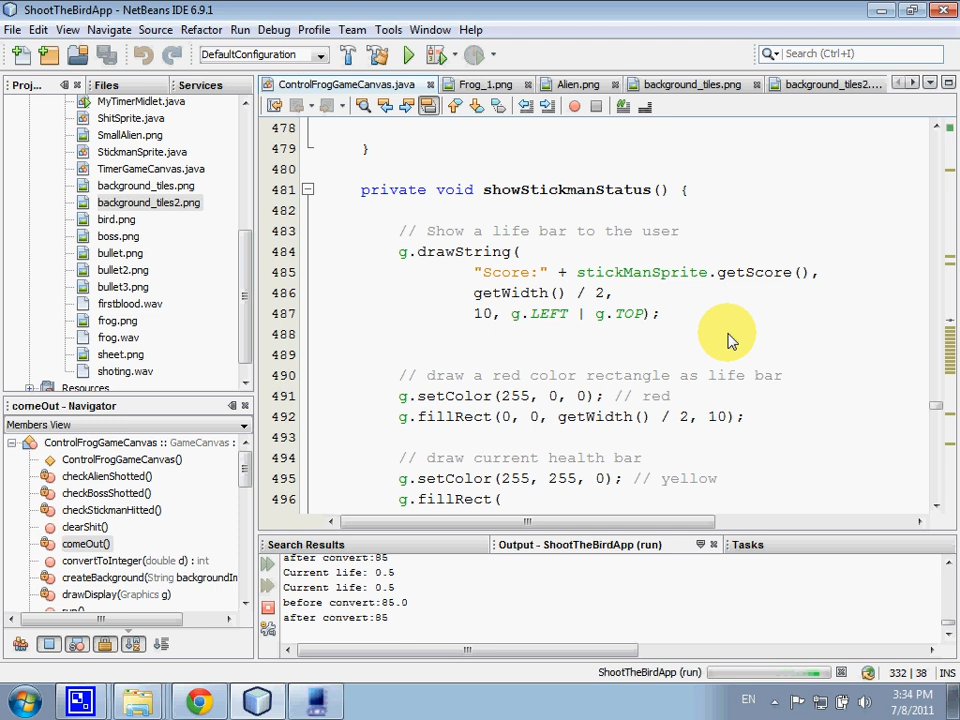 ShootTheBirdApp - NetBeans IDE 6.9.1
File Edit View Navigate Source Refactor Run Debug Profile Team Tools Window Help
DefaultConfiguration
Search (Ctrl+I)
Proj... Files Services
ControlFrogGameCanvas.java Frog_1.png Alien.png background_tiles.png background_tiles2....
MyTimerMidlet.java
ShitSprite.java
SmallAlien.png
StickmanSprite.java
TimerGameCanvas.java
background_tiles.png
background_tiles2.png
bird.png
boss.png
bullet.png
bullet2.png
bullet3.png
firstblood.wav
frog.png
frog.wav
sheet.png
shoting.wav
Resources
478
479 }
480
481 private void showStickmanStatus() {
482
483 // Show a life bar to the user
484 g.drawString(
485 "Score:" + stickManSprite.getScore(),
486 getWidth() / 2,
487 10, g.LEFT | g.TOP);
488
489
490 // draw a red color rectangle as life bar
491 g.setColor(255, 0, 0); // red
492 g.fillRect(0, 0, getWidth() / 2, 10);
493
494 // draw current health bar
495 g.setColor(255, 255, 0); // yellow
496 g.fillRect(
comeOut - Navigator
Members View
ControlFrogGameCanvas :: GameCanvas :
ControlFrogGameCanvas()
checkAlienShotted()
checkBossShotted()
checkStickmanHitted()
clearShit()
comeOut()
convertToInteger(double d) : int
createBackground(String backgroundIm
drawDisplay(Graphics g)
run()
Search Results Output - ShootTheBirdApp (run) Tasks
after convert:85
Current life: 0.5
Current life: 0.5
before convert:85.0
after convert:85
ShootTheBirdApp (run) 332 | 38 INS
EN
3:34 PM
7/8/2011